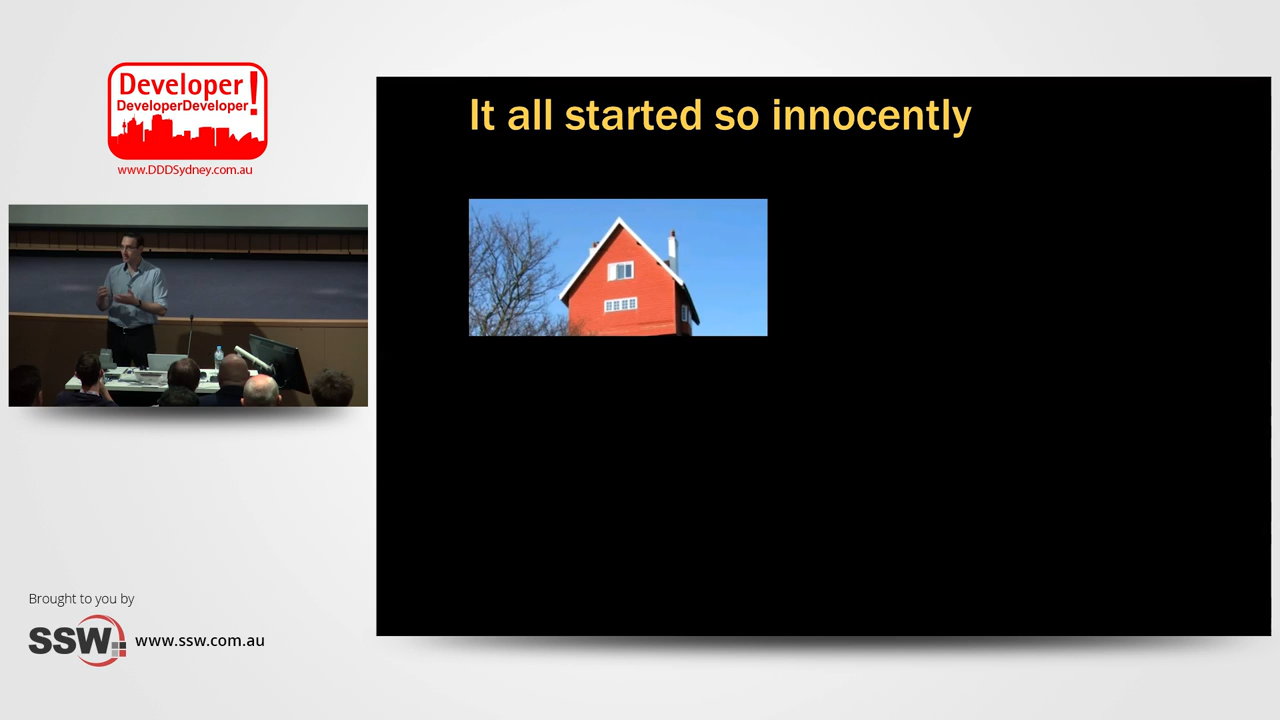 Developer!
DeveloperDeveloper
www.DDDSydney.com.au
It all started so innocently
Brought to you by
SSW
www.ssw.com.au